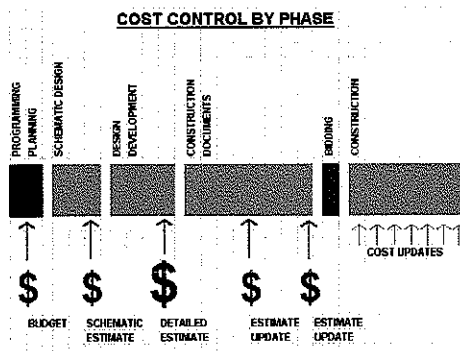 COST CONTROL BY PHASE
PROGRAMMING
PLANNING
SCHEMATIC DESIGN
DESIGN
DEVELOPMENT
CONSTRUCTION
DOCUMENTS
BIDDING
CONSTRUCTION
COST UPDATES
$ $ $ $ $
BUDGET
SCHEMATIC
ESTIMATE
DETAILED
ESTIMATE
ESTIMATE
UPDATE
ESTIMATE
UPDATE